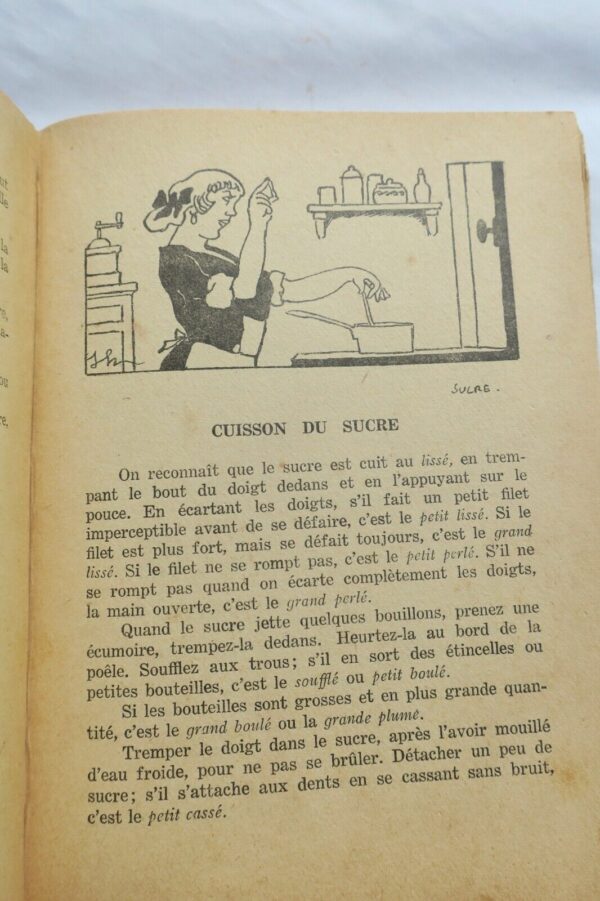 ut
lle
la
la
rs,
a-
ou
re,
SUCRE.
CUISSON DU SUCRE
On reconnaît que le sucre est cuit au lissé, en trem-
pant le bout du doigt dedans et en l'appuyant sur le
pouce. En écartant les doigts, s'il fait un petit filet
imperceptible avant de se défaire, c'est le petit lissé. Si le
filet est plus fort, mais se défait toujours, c'est le grand
lissé. Si le filet ne se rompt pas, c'est le petit perlé. S'il ne
se rompt pas quand on écarte complètement les doigts,
la main ouverte, c'est le grand perlé.
Quand le sucre jette quelques bouillons, prenez une
écumoire, trempez-la dedans. Heurtez-la au bord de la
poêle. Soufflez aux trous ; s'il en sort des étincelles ou
petites bouteilles, c'est le soufflé ou petit boulé.
Si les bouteilles sont grosses et en plus grande quan-
tité, c'est le grand boulé ou la grande plume.
Tremper le doigt dans le sucre, après l'avoir mouillé
d'eau froide, pour ne pas se brûler. Détacher un peu de
sucre ; s'il s'attache aux dents en se cassant sans bruit,
c'est le petit cassé.